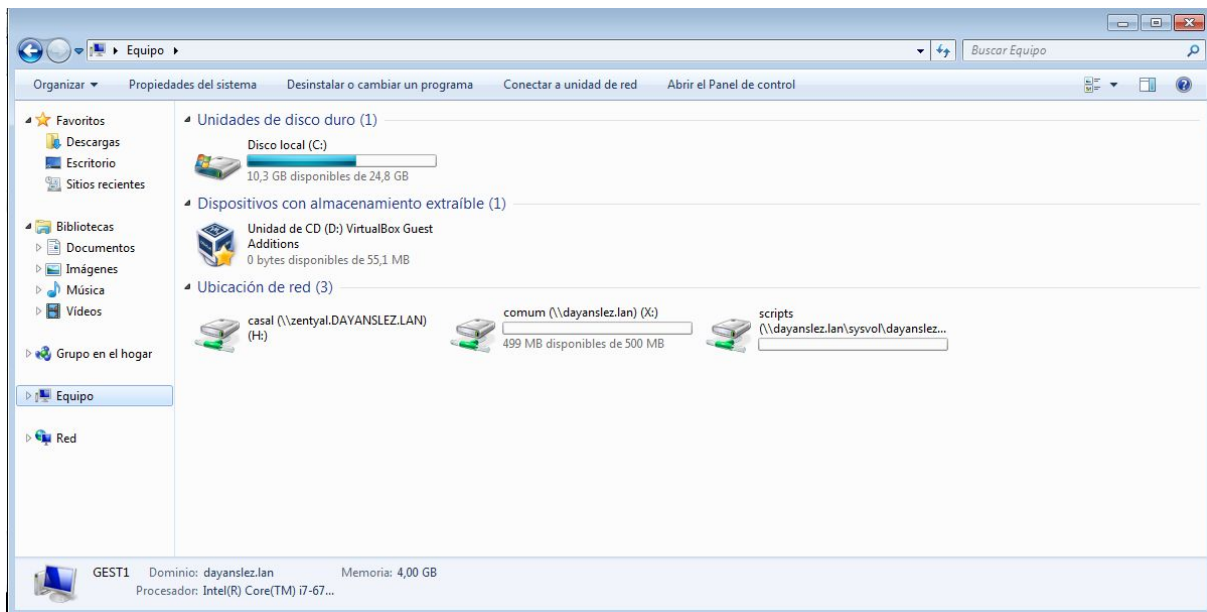 Equipo
Buscar Equipo
Organizar
Propiedades del sistema
Desinstalar o cambiar un programa
Conectar a unidad de red
Abrir el Panel de control
Favoritos
Descargas
Escritorio
Sitios recientes
Bibliotecas
Documentos
Imágenes
Música
Vídeos
Grupo en el hogar
Equipo
Red
Unidades de disco duro (1)
Disco local (C:)
10,3 GB disponibles de 24,8 GB
Dispositivos con almacenamiento extraíble (1)
Unidad de CD (D:) VirtualBox Guest
Additions
0 bytes disponibles de 55,1 MB
Ubicación de red (3)
casal (\\zentyal.DAYANSLEZ.LAN)
(H:)
comum (\\dayanslez.lan) (X:)
499 MB disponibles de 500 MB
scripts
(\\dayanslez.lan\sysvol\dayanslez...
GEST1 Dominio: dayanslez.lan Memoria: 4,00 GB
Procesador: Intel(R) Core(TM) i7-67...